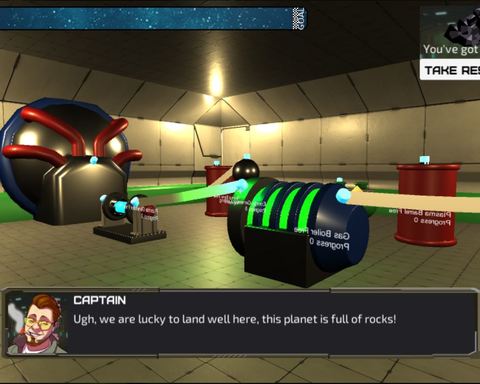 GOAL
You've got
TAKE RES
Plasma Barrel Free
Progress 0
Gas Boiler Free
Progress 0
CAPTAIN
Ugh, we are lucky to land well here, this planet is full of rocks!